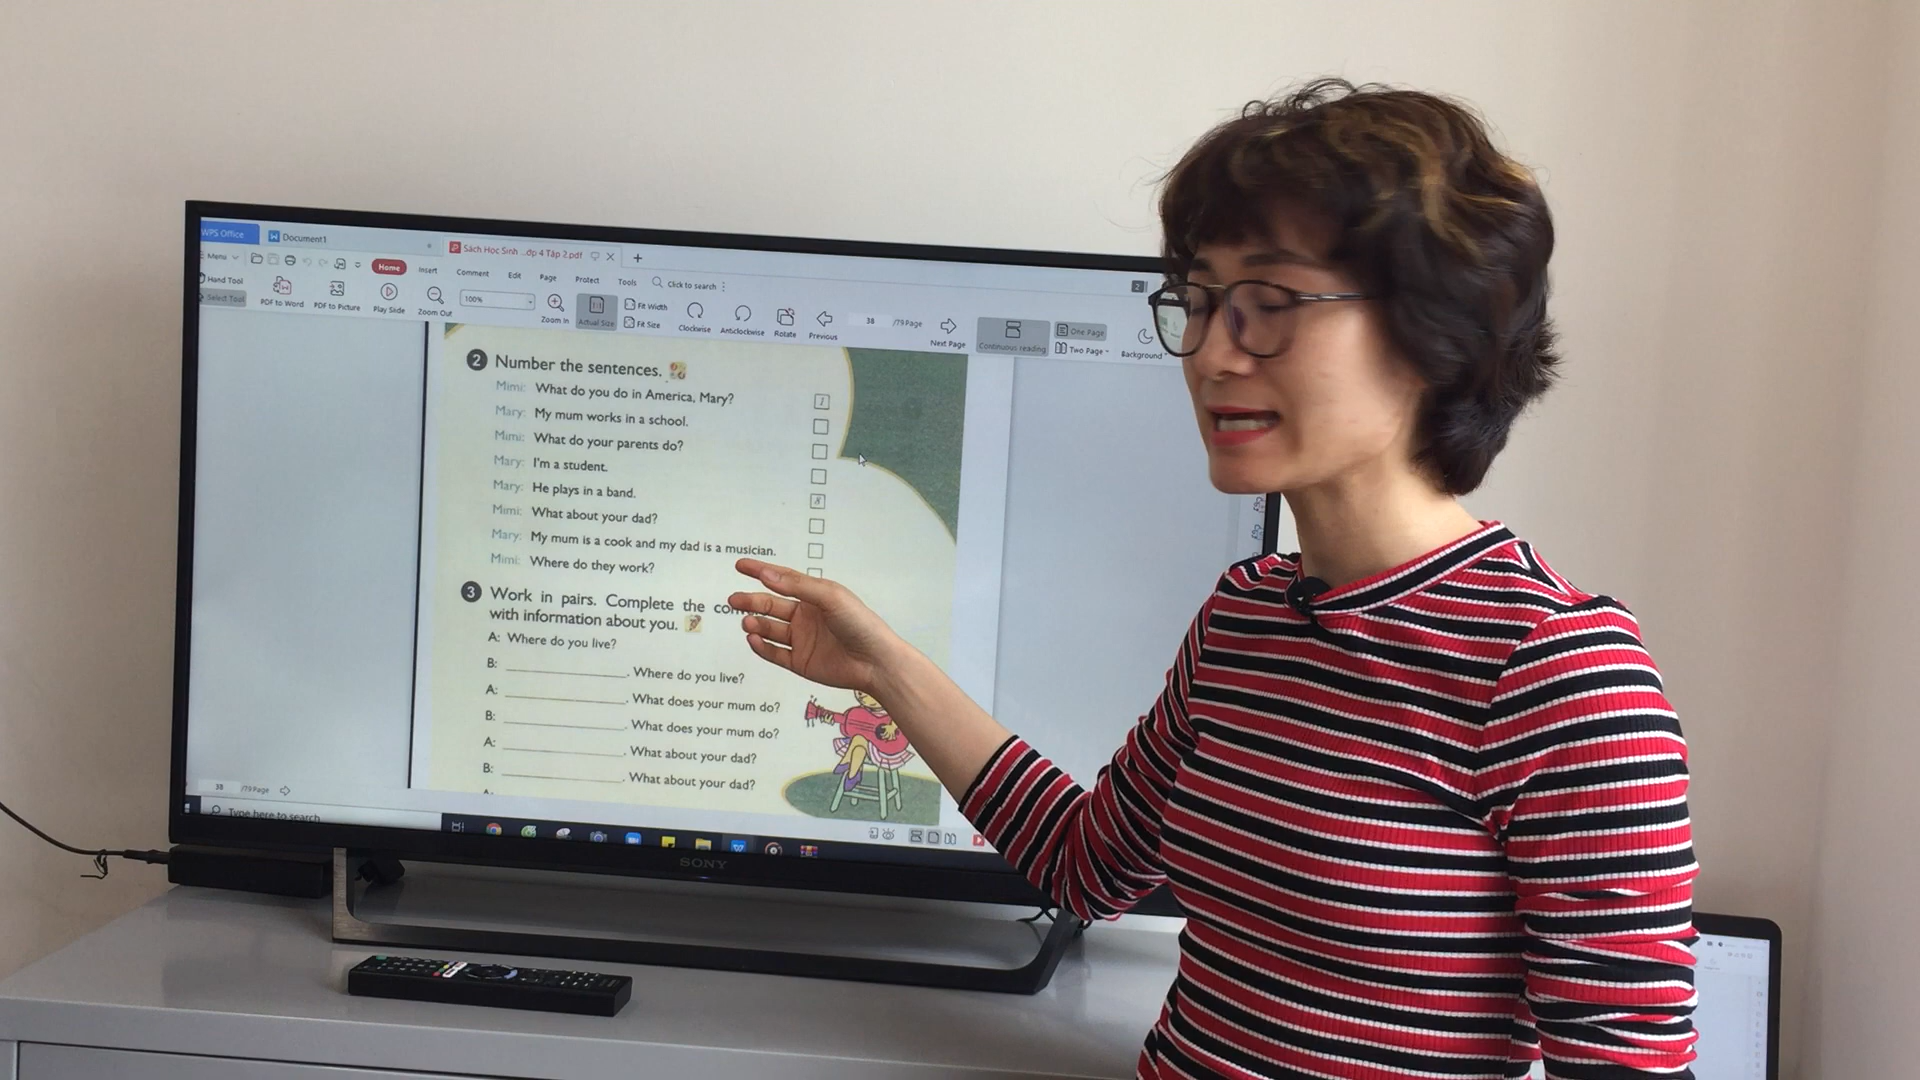 WPS Office
Document1
Sách Học Sinh ...ớp 4 Tập 2.pdf
Menu
Home
Insert
Comment
Edit
Page
Protect
Tools
Click to search
2
Hand Tool
Select Tool
PDF to Word
PDF to Picture
Play Slide
Zoom Out
100%
Zoom In
Actual Size
Fit Width
Fit Size
Clockwise
Anticlockwise
Rotate
Previous
38 /79 Page
Next Page
Continuous reading
One Page
Two Page
Background
2 Number the sentences.
Mimi: What do you do in America, Mary? 1
Mary: My mum works in a school.
Mimi: What do your parents do?
Mary: I'm a student.
Mary: He plays in a band. 8
Mimi: What about your dad?
Mary: My mum is a cook and my dad is a musician.
Mimi: Where do they work?
3 Work in pairs. Complete the
with information about you.
A: Where do you live?
B: ____________. Where do you live?
A: ____________. What does your mum do?
B: ____________. What does your mum do?
A: ____________. What about your dad?
B: ____________. What about your dad?
38 /79 Page
Type here to search
SONY